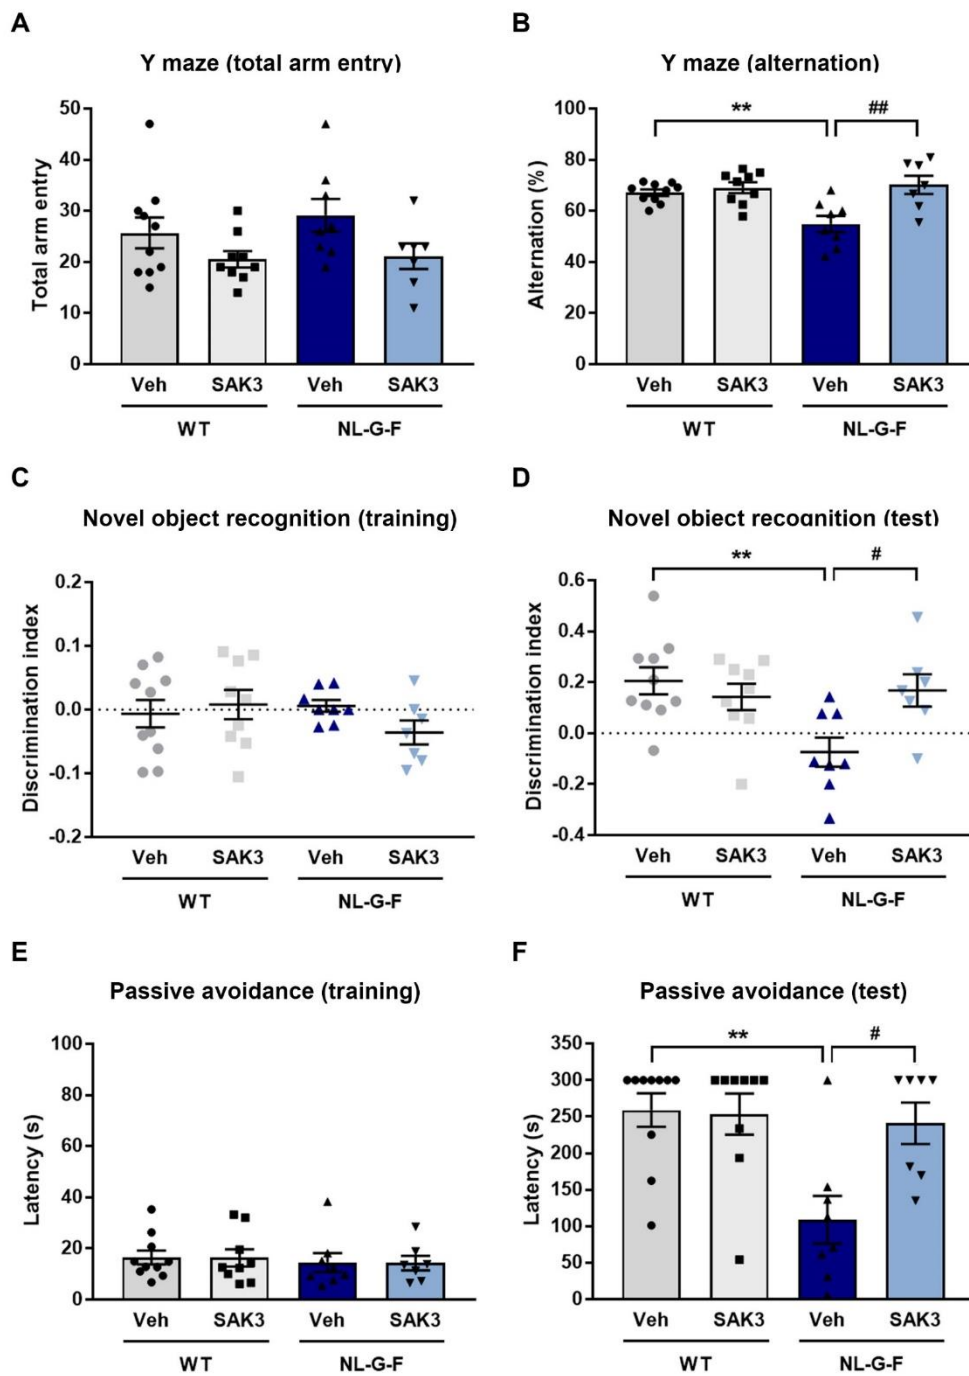 A
Y maze (total arm entry)
Total arm entry
50
40
30
20
10
0
Veh SAK3 Veh SAK3
WT NL-G-F
B
Y maze (alternation)
Alternation (%)
100
80
60
40
20
0
** ##
Veh SAK3 Veh SAK3
WT NL-G-F
C
Novel object recognition (training)
Discrimination index
0.2
0.1
0.0
-0.1
-0.2
Veh SAK3 Veh SAK3
WT NL-G-F
D
Novel object recognition (test)
Discrimination index
** #
0.6
0.4
0.2
0.0
-0.2
-0.4
Veh SAK3 Veh SAK3
WT NL-G-F
E
Passive avoidance (training)
Latency (s)
100
80
60
40
20
0
Veh SAK3 Veh SAK3
WT NL-G-F
F
Passive avoidance (test)
Latency (s)
** #
350
300
250
200
150
100
50
0
Veh SAK3 Veh SAK3
WT NL-G-F